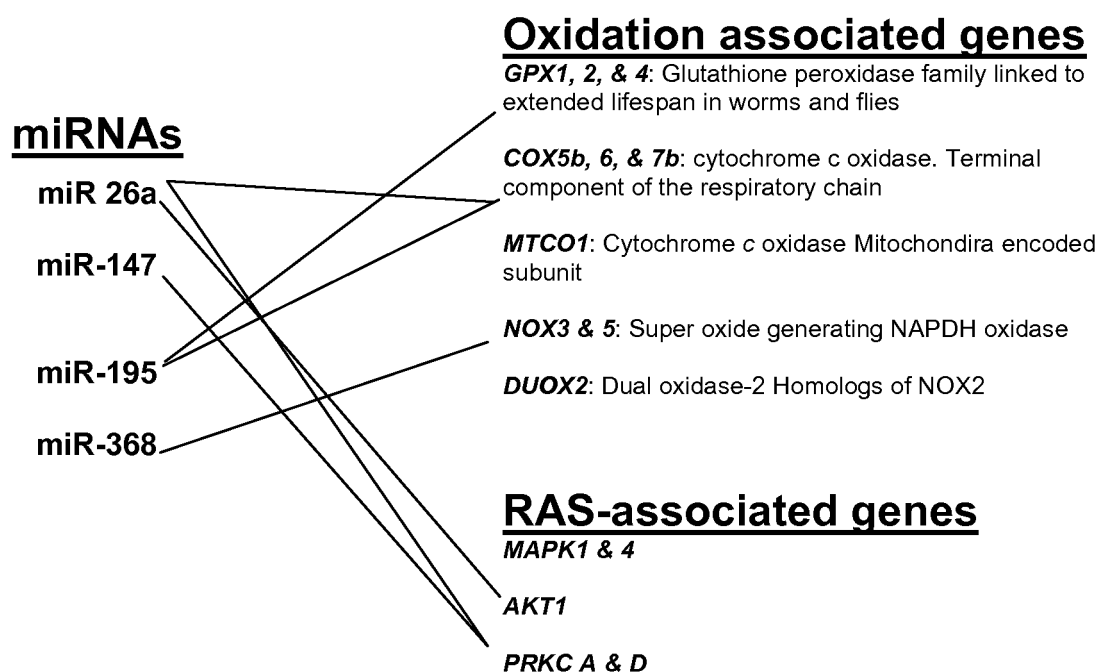 miRNAs
miR 26a
miR-147
miR-195
miR-368
Oxidation associated genes
GPX1, 2, & 4: Glutathione peroxidase family linked to
extended lifespan in worms and flies
COX5b, 6, & 7b: cytochrome c oxidase. Terminal
component of the respiratory chain
MTCO1: Cytochrome c oxidase Mitochondira encoded
subunit
NOX3 & 5: Super oxide generating NAPDH oxidase
DUOX2: Dual oxidase-2 Homologs of NOX2
RAS-associated genes
MAPK1 & 4
AKT1
PRKC A & D